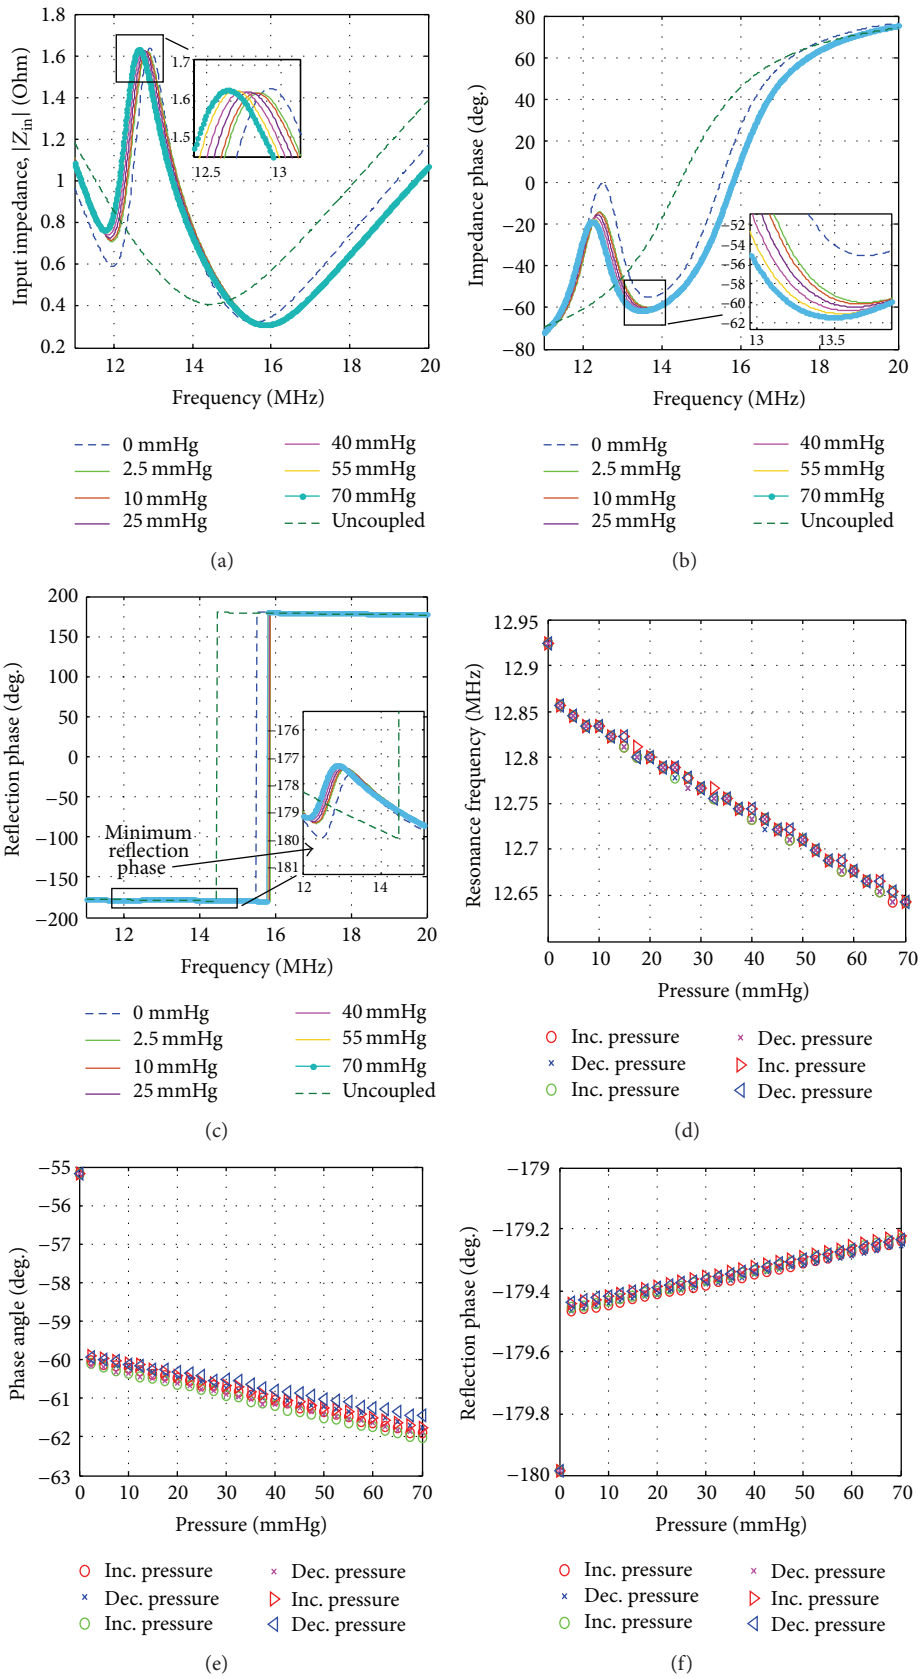 1.8
1.6
1.4
1.2
1
0.8
0.6
0.4
0.2
Input impedance, |Z_in| (Ohm)
1.7
1.6
1.5
12.5 13
12 14 16 18 20
Frequency (MHz)
0 mmHg
2.5 mmHg
10 mmHg
25 mmHg
40 mmHg
55 mmHg
70 mmHg
Uncoupled
(a)
80
60
40
20
0
−20
−40
−60
−80
Impedance phase (deg.)
−52
−54
−56
−58
−60
−62
13 13.5
12 14 16 18 20
Frequency (MHz)
0 mmHg
2.5 mmHg
10 mmHg
25 mmHg
40 mmHg
55 mmHg
70 mmHg
Uncoupled
(b)
200
150
100
50
0
−50
−100
−150
−200
Reflection phase (deg.)
Minimum
reflection
phase
−176
−177
−178
−179
−180
−181
12 14
12 14 16 18 20
Frequency (MHz)
0 mmHg
2.5 mmHg
10 mmHg
25 mmHg
40 mmHg
55 mmHg
70 mmHg
Uncoupled
(c)
12.95
12.9
12.85
12.8
12.75
12.7
12.65
Resonance frequency (MHz)
0 10 20 30 40 50 60 70
Pressure (mmHg)
Inc. pressure
Dec. pressure
Inc. pressure
Dec. pressure
Inc. pressure
Dec. pressure
(d)
−55
−56
−57
−58
−59
−60
−61
−62
−63
Phase angle (deg.)
0 10 20 30 40 50 60 70
Pressure (mmHg)
Inc. pressure
Dec. pressure
Inc. pressure
Dec. pressure
Inc. pressure
Dec. pressure
(e)
−179
−179.2
−179.4
−179.6
−179.8
−180
Reflection phase (deg.)
0 10 20 30 40 50 60 70
Pressure (mmHg)
Inc. pressure
Dec. pressure
Inc. pressure
Dec. pressure
Inc. pressure
Dec. pressure
(f)